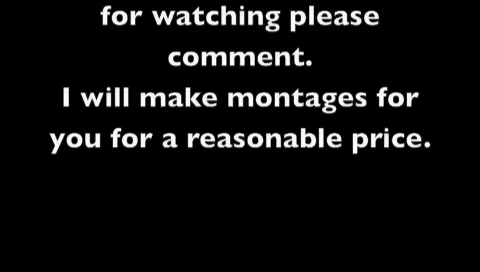 for watching please
comment.
I will make montages for
you for a reasonable price.